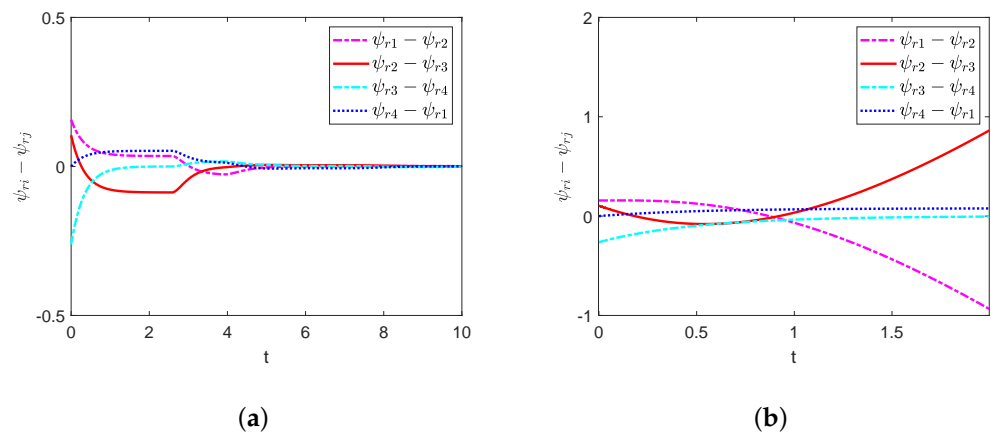 0.5
0
-0.5
ψri − ψrj
0 2 4 6 8 10
t
ψr1 − ψr2
ψr2 − ψr3
ψr3 − ψr4
ψr4 − ψr1
(a)
2
1
0
-1
ψri − ψrj
0 0.5 1 1.5
t
ψr1 − ψr2
ψr2 − ψr3
ψr3 − ψr4
ψr4 − ψr1
(b)